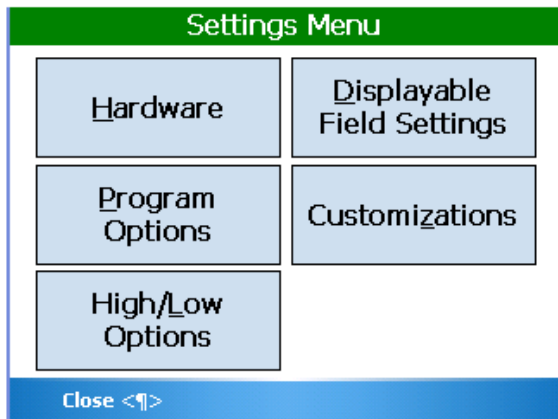 Settings Menu
Hardware
Displayable
Field Settings
Program
Options
Customizations
High/Low
Options
Close <¶>